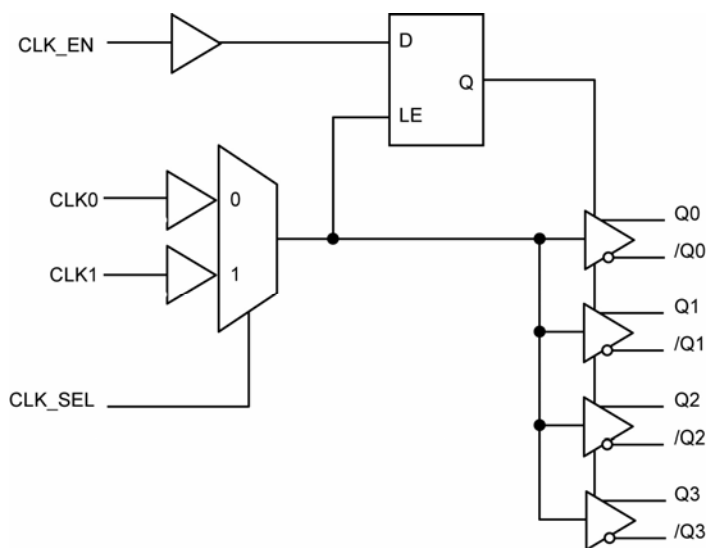 CLK_EN
D
Q
LE
CLK0
0
Q0
/Q0
CLK1
1
Q1
/Q1
CLK_SEL
Q2
/Q2
Q3
/Q3